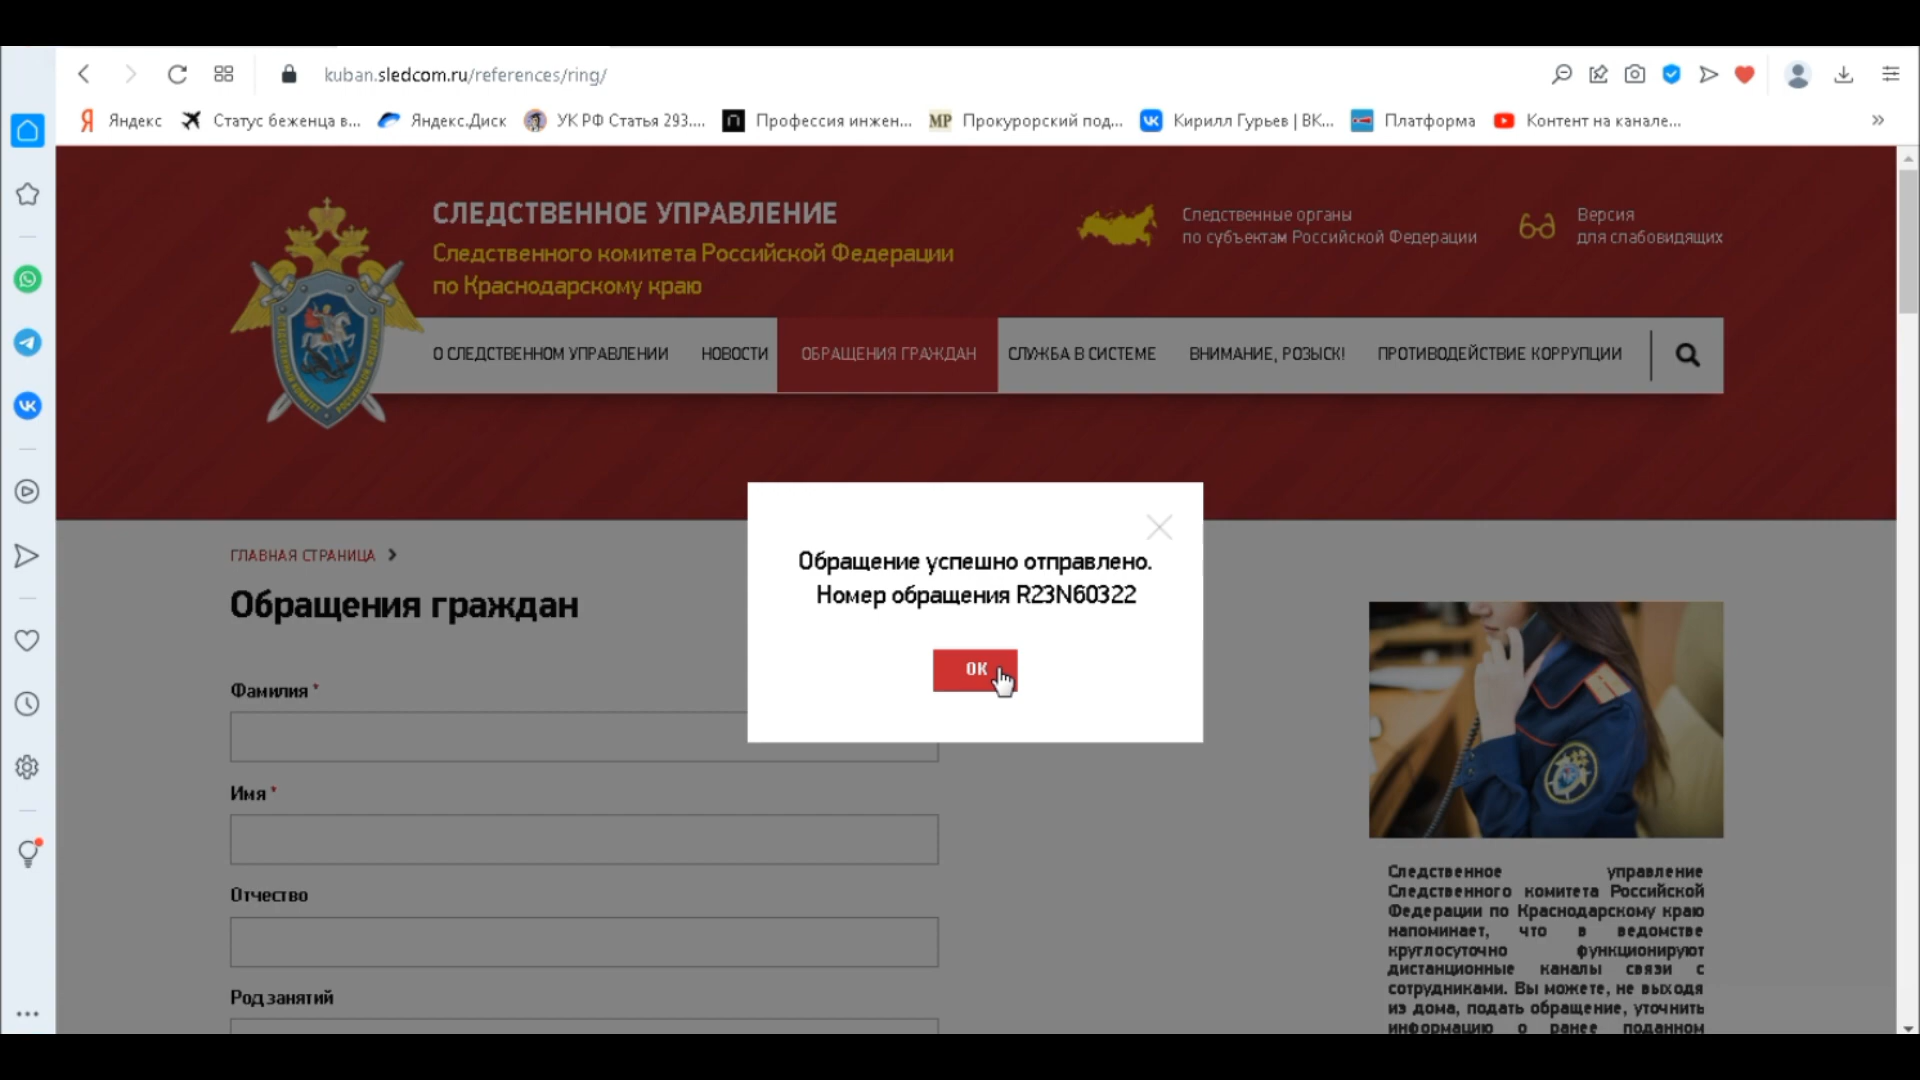 kuban.sledcom.ru/references/ring/
Яндекс
Статус беженца в...
Яндекс.Диск
УК РФ Статья 293....
Профессия инжен...
МР Прокурорский под...
Кирилл Гурьев | ВК...
Платформа
Контент на канале...
СЛЕДСТВЕННОЕ УПРАВЛЕНИЕ
Следственного комитета Российской Федерации
по Краснодарскому краю
Следственные органы
по субъектам Российской Федерации
Версия
для слабовидящих
О СЛЕДСТВЕННОМ УПРАВЛЕНИИ
НОВОСТИ
ОБРАЩЕНИЯ ГРАЖДАН
СЛУЖБА В СИСТЕМЕ
ВНИМАНИЕ, РОЗЫСК!
ПРОТИВОДЕЙСТВИЕ КОРРУПЦИИ
ГЛАВНАЯ СТРАНИЦА
Обращения граждан
Обращение успешно отправлено.
Номер обращения R23N60322
ОК
Фамилия *
Имя *
Отчество
Род занятий
Следственное управление
Следственного комитета Российской
Федерации по Краснодарскому краю
напоминает, что в ведомстве
круглосуточно функционируют
дистанционные каналы связи с
сотрудниками. Вы можете, не выходя
из дома, подать обращение, уточнить
информацию о ранее поданном